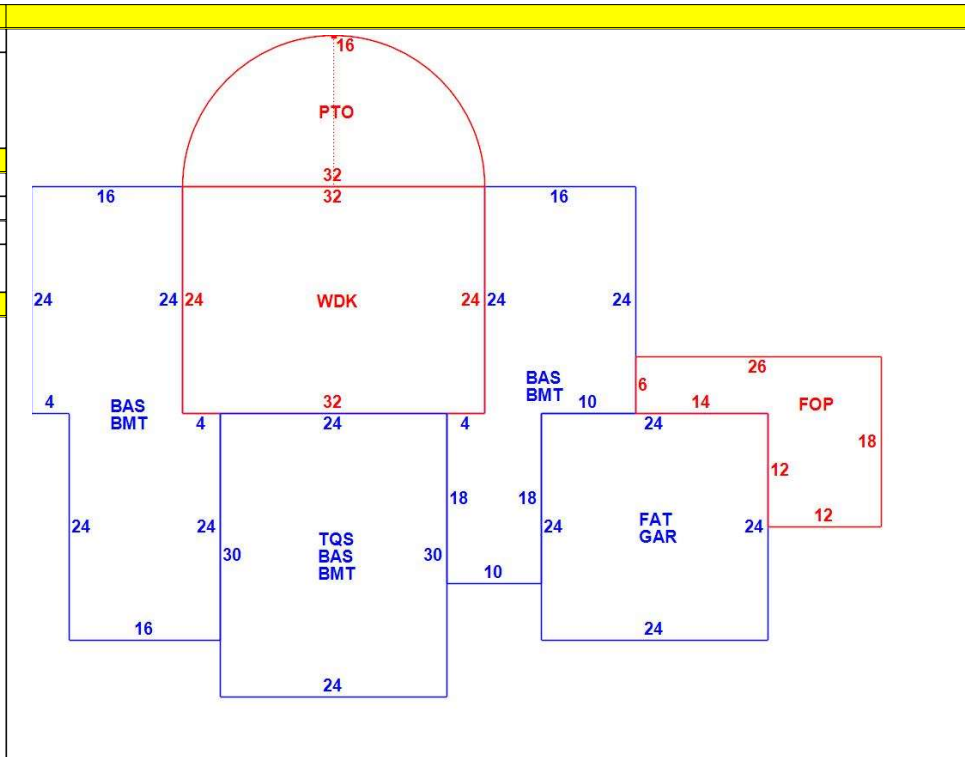 16
PTO
32
16 32 16
24 24 24 WDK 24 24 24
26
BAS
BMT
6
4 32 10 14 FOP
BAS
BMT
4 24 4 24
18
12
18 18
24 24 24 24 12
FAT
GAR
TQS
BAS
BMT
30 30
10
16 24
24